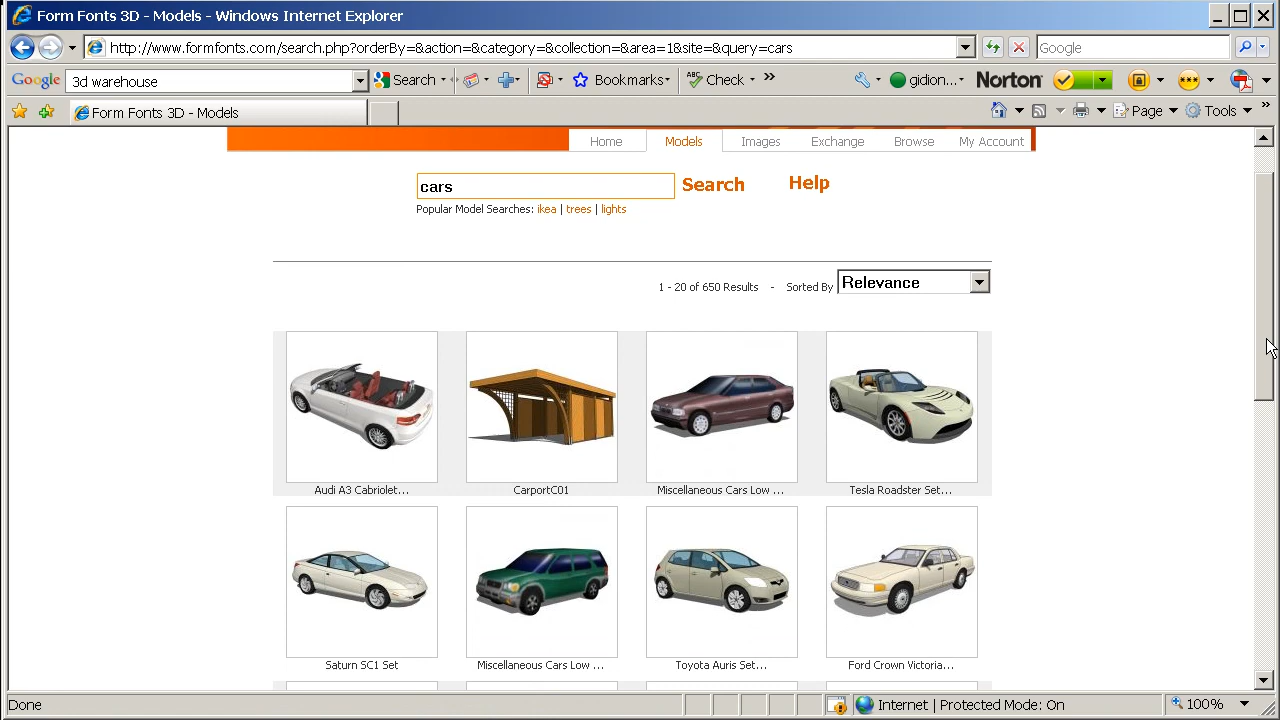 Form Fonts 3D - Models - Windows Internet Explorer
http://www.formfonts.com/search.php?orderBy=&action=&category=&collection=&area=1&site=&query=cars
Google
Google
3d warehouse
Search
Bookmarks
Check
gidion...
Norton
Form Fonts 3D - Models
Page
Tools
Home
Models
Images
Exchange
Browse
My Account
cars
Search
Help
Popular Model Searches: ikea | trees | lights
1 - 20 of 650 Results - Sorted By Relevance
Audi A3 Cabriolet...
CarportC01
Miscellaneous Cars Low ...
Tesla Roadster Set...
Saturn SC1 Set
Miscellaneous Cars Low ...
Toyota Auris Set...
Ford Crown Victoria...
Done
Internet | Protected Mode: On
100%